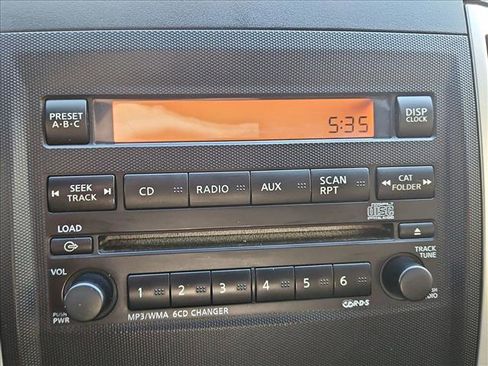 PRESET
A·B·C
5:35
DISP
CLOCK
SEEK
TRACK
CD
RADIO
AUX
SCAN
RPT
CAT
FOLDER
LOAD
disc
VOL
TRACK
TUNE
1 2 3 4 5 6
PUSH
PWR
MP3/WMA 6CD CHANGER
R·D·S